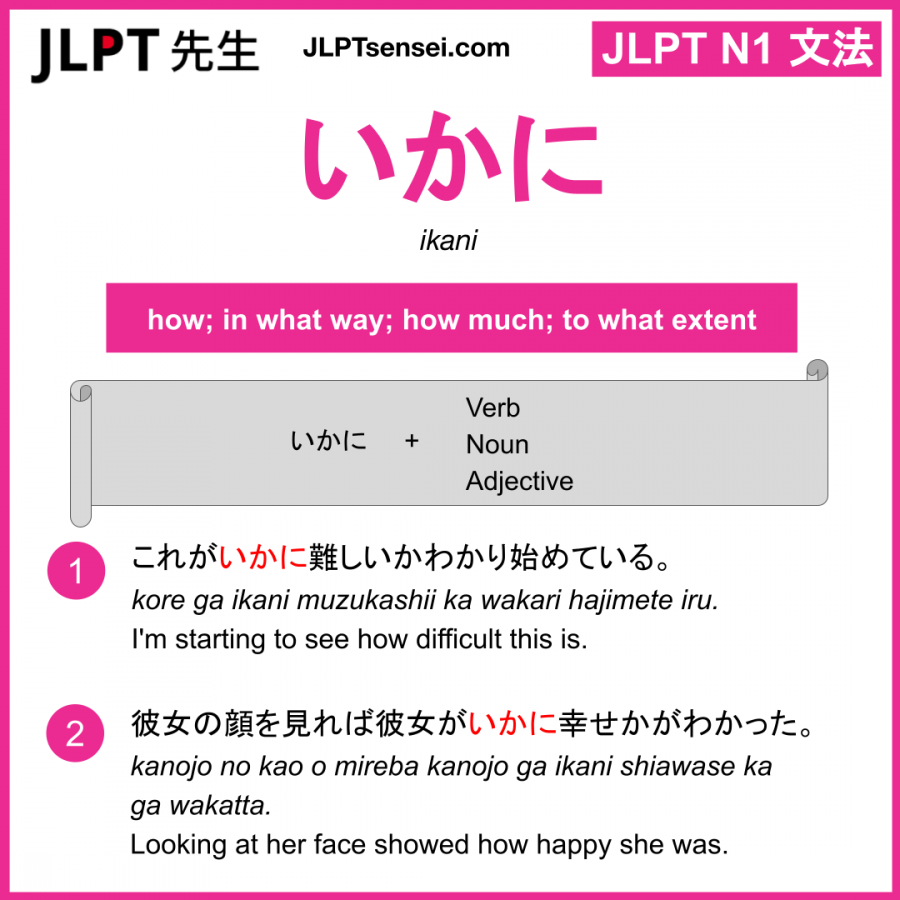 JLPT 先生 JLPTsensei.com JLPT N1 文法
いかに
ikani
how; in what way; how much; to what extent
Verb
いかに + Noun
Adjective
1 これがいかに難しいかわかり始めている。
kore ga ikani muzukashii ka wakari hajimete iru.
I'm starting to see how difficult this is.
2 彼女の顔を見れば彼女がいかに幸せかがわかった。
kanojo no kao o mireba kanojo ga ikani shiawase ka
ga wakatta.
Looking at her face showed how happy she was.